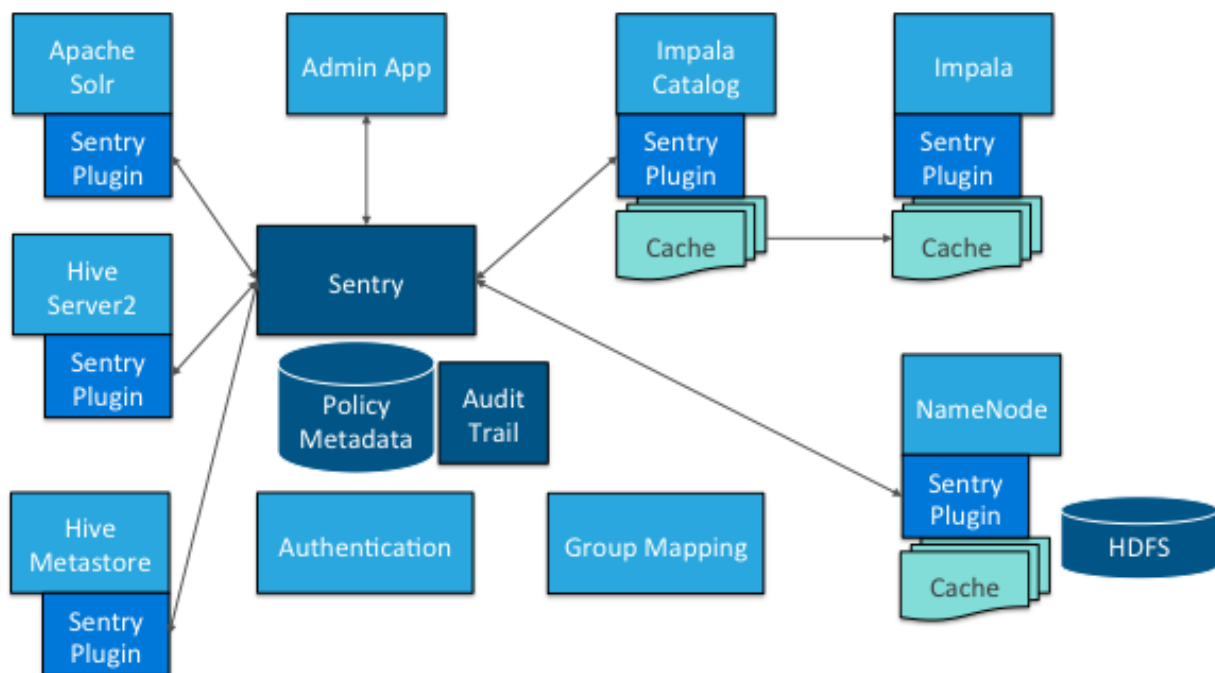 Apache
Solr
Sentry
Plugin
Admin App
Impala
Catalog
Sentry
Plugin
Cache
Impala
Sentry
Plugin
Cache
Hive
Server2
Sentry
Plugin
Sentry
Policy
Metadata
Audit
Trail
NameNode
Sentry
Plugin
Cache
HDFS
Hive
Metastore
Sentry
Plugin
Authentication
Group Mapping